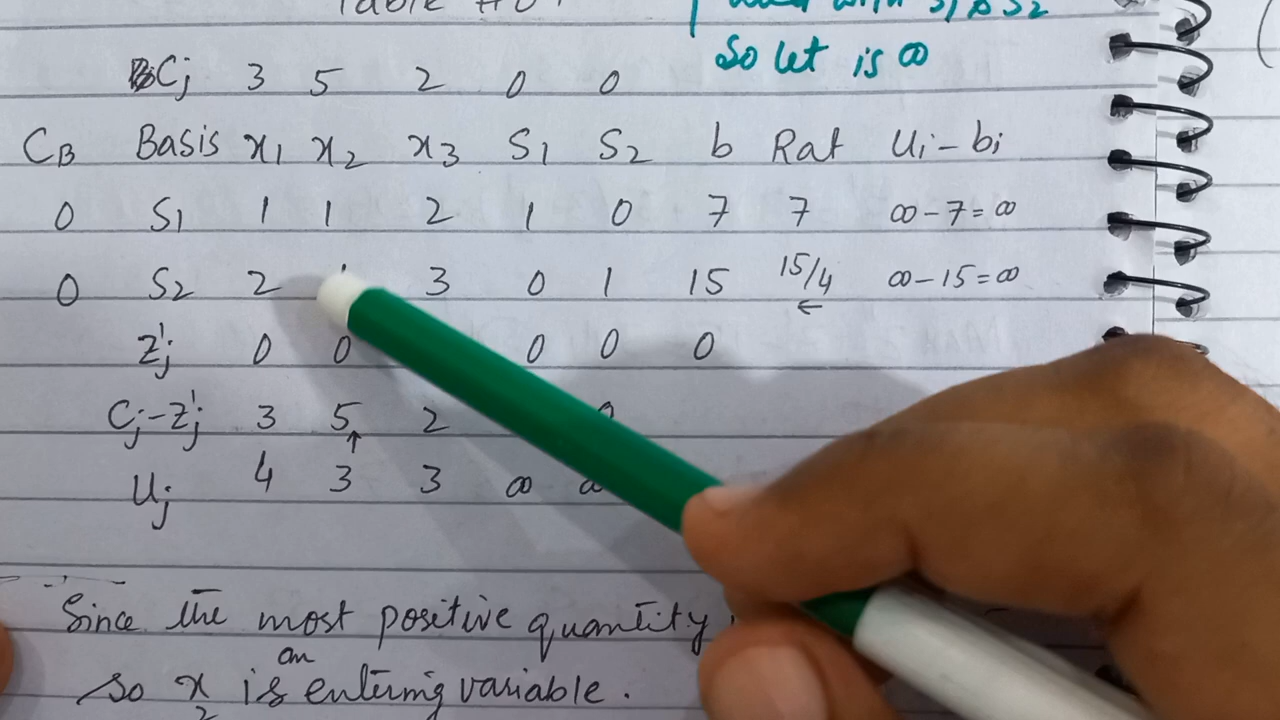 So let is ∞
Cj 3 5 2 0 0
CB Basis x1 x2 x3 S1 S2 b Rat Ui-bi
0 S1 1 1 2 1 0 7 7 ∞-7=∞
0 S2 2 3 0 1 15 15/4 ∞-15=∞
←
Z'j 0 0 0 0 0
Cj-Z'j 3 5 2
↑
Uj 4 3 3 ∞
Since the most positive quantity
an
so x2 is entering variable.